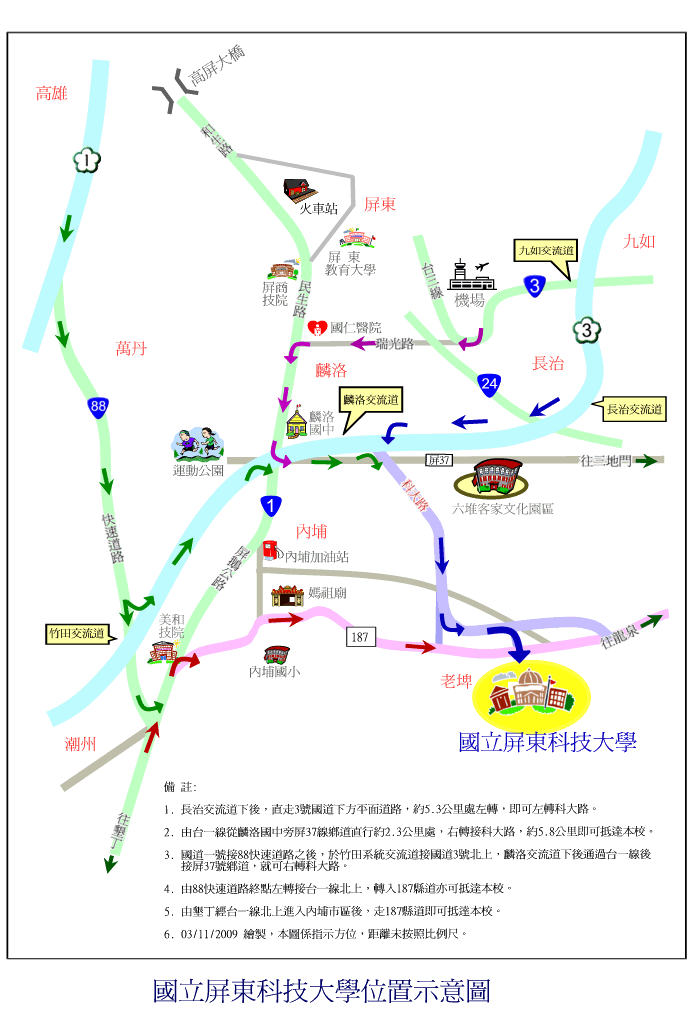 高屏大橋
高雄
1
和生路
火車站
屏東
屏東
教育大學
九如
九如交流道
台三線
機場
3
屏商
技院
民生路
國仁醫院
瑞光路
3
萬丹
麟洛
長治
24
88
麟洛交流道
長治交流道
麟洛
國中
運動公園
屏37
往三地門
科大路
六堆客家文化園區
1
快速道路
內埔
屏鵝公路
內埔加油站
媽祖廟
美和
技院
竹田交流道
187
往龍泉
內埔國小
老埤
潮州
國立屏東科技大學
往墾丁
備 註:
1. 長治交流道下後，直走3號國道下方平面道路，約5.3公里處左轉，即可左轉科大路。
2. 由台一線從麟洛國中旁屏37線鄉道直行約2.3公里處，右轉接科大路，約5.8公里即可抵達本校。
3. 國道一號接88快速道路之後，於竹田系統交流道接國道3號北上，麟洛交流道下後通過台一線後
接屏37號鄉道，就可右轉科大路。
4. 由88快速道路終點左轉接台一線北上，轉入187縣道亦可抵達本校。
5. 由墾丁經台一線北上進入內埔市區後，走187縣道即可抵達本校。
6. 03/11/2009 繪製，本圖係指示方位，距離未按照比例尺。
國立屏東科技大學位置示意圖